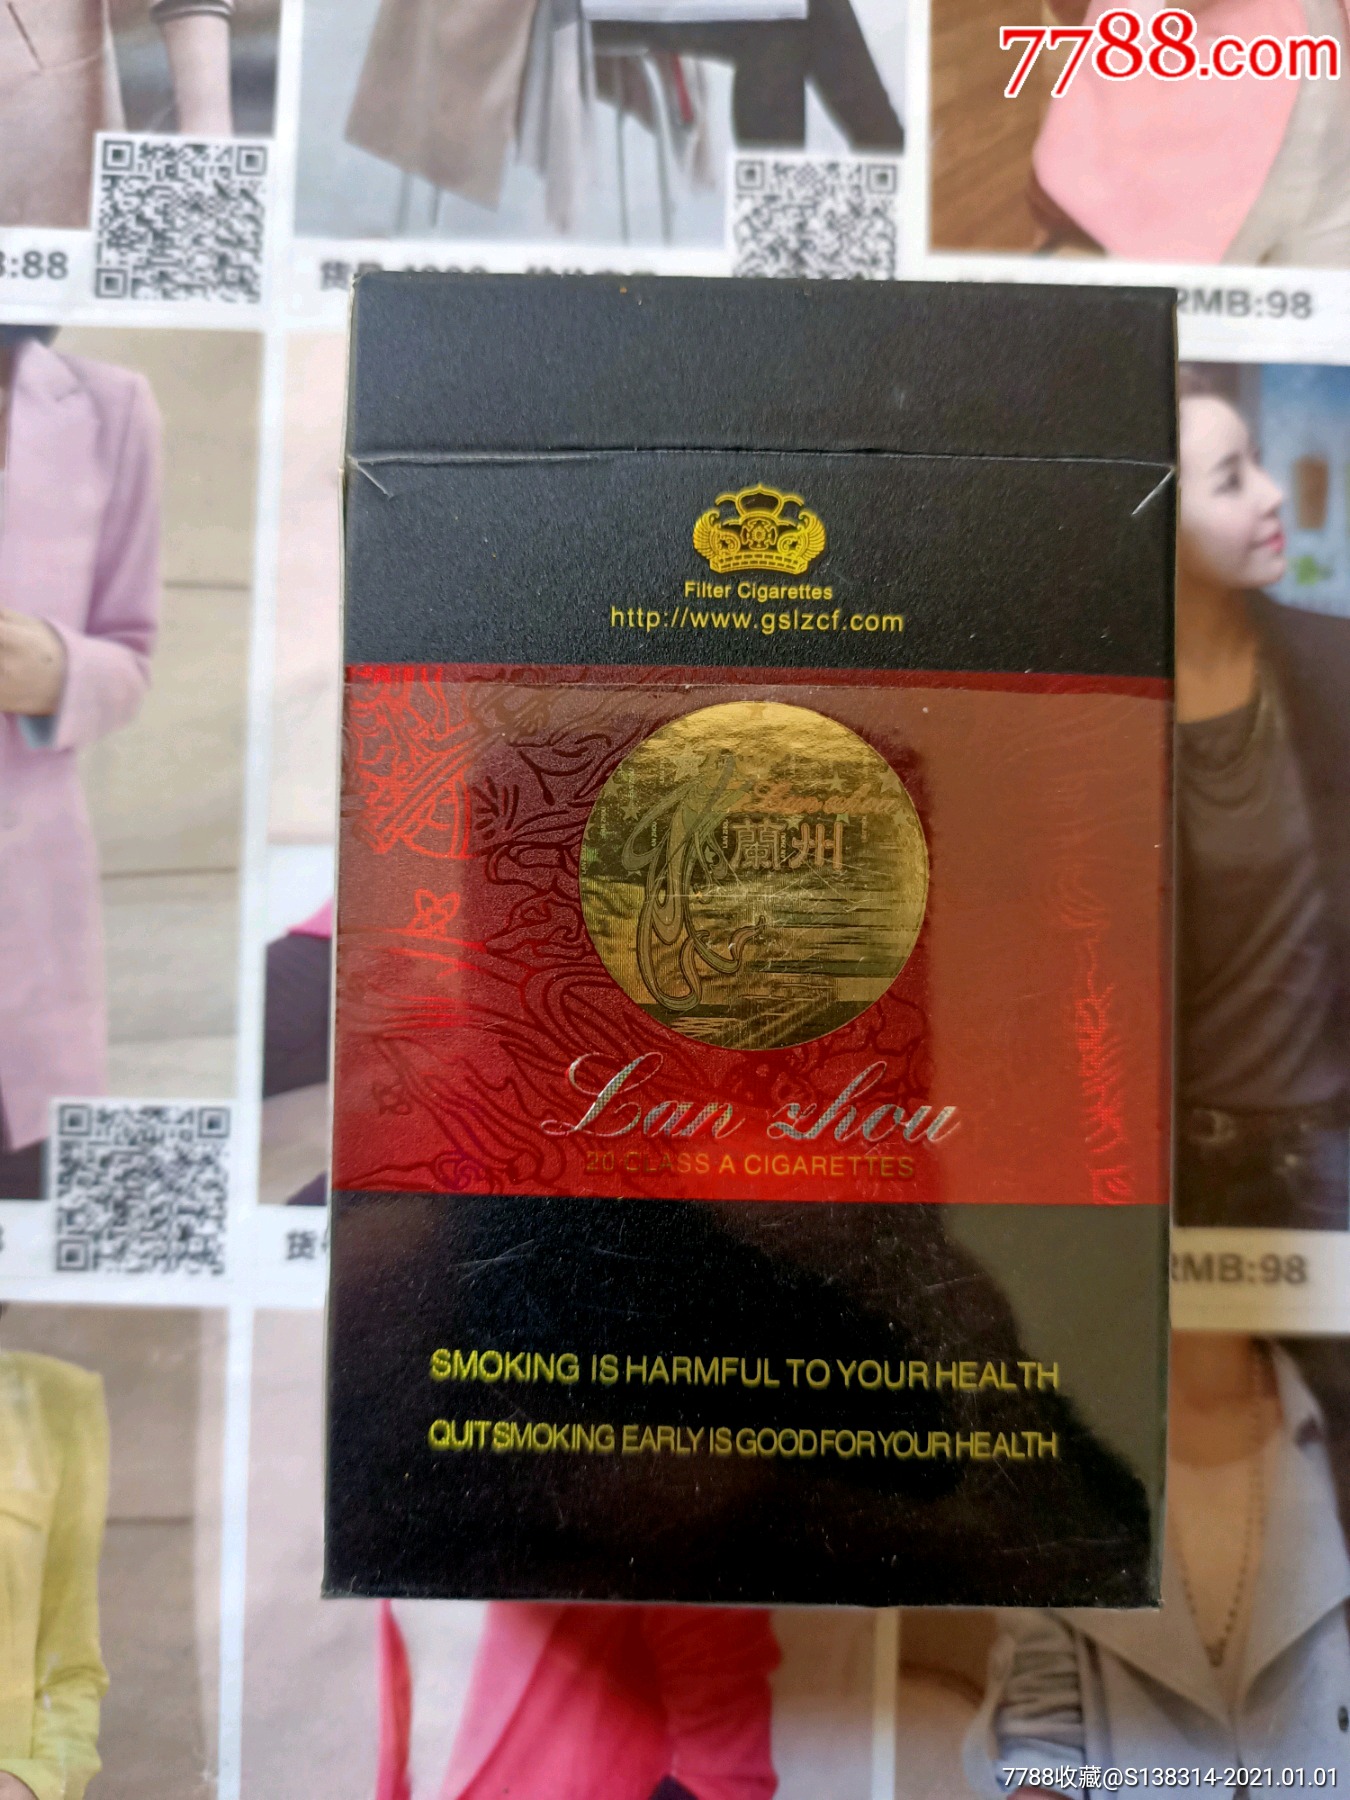 7788.com
:88
RMB:98
Filter Cigarettes
http://www.gslzcf.com
Lan zhou
蘭州
Lan zhou
20 CLASS A CIGARETTES
RMB:98
SMOKING IS HARMFUL TO YOUR HEALTH
QUIT SMOKING EARLY IS GOOD FOR YOUR HEALTH
7788收藏@S138314-2021.01.01